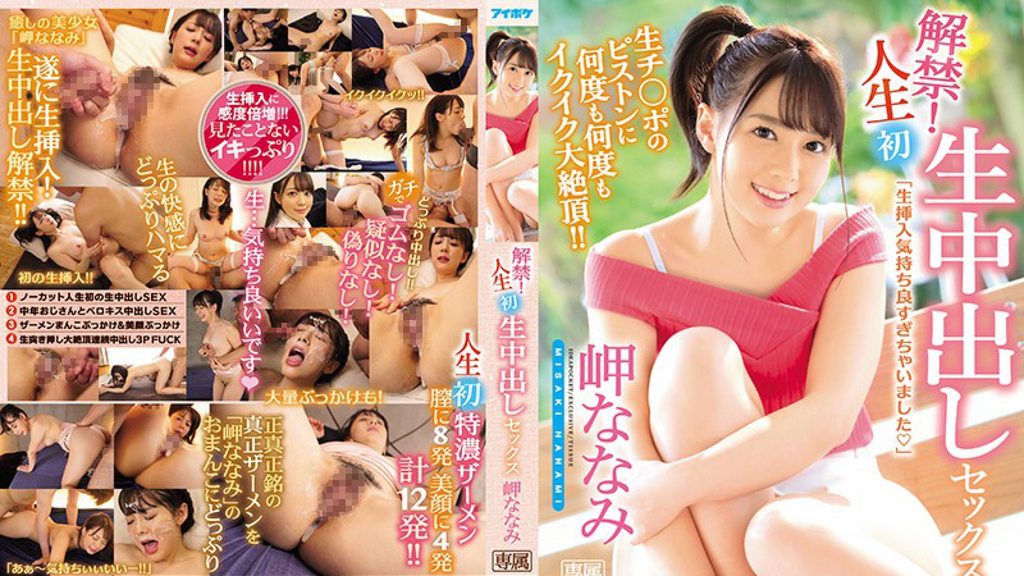 アイポケ
癒しの美少女
「岬ななみ」
遂に生挿入!
生中出し解禁!!
生挿入に
感度倍増!!!
見たことない
イキっぷり
!!!!
イクイクイクッ!!
生の快感に
どっぷりハマる
初の生挿入!!
生…気持ち良いいです♥
どっぷり中出し!!
ガチで
ゴムなし!
疑似なし!
偽りなし!
1 ノーカット人生初の生中出しSEX
2 中年おじさんとベロキス中出しSEX
3 ザーメンまんこぶっかけ&美顔ぶっかけ
4 生突き挿し大絶頂連続中出し3P FUCK
大量ぶっかけも!
人生初特濃ザーメン
膣に8発 美顔に4発
計12発!!
正真正銘の
真正ザーメンを
「岬ななみ」の
おまんこにどっぷり
「あぁ~気持ちぃぃいいー!!」
解禁!
人生初
生中出し
セックス
岬ななみ
専属
解禁!
人生初
生中出し
セックス
「生挿入気持ち良すぎちゃいました♡」
生チ○ポの
ピストンに
何度も何度も
イクイク大絶頂!!
岬ななみ
MISAKI NANAMI
IDEAPOCKET/EXCLUSIVE/TISSUE
専属